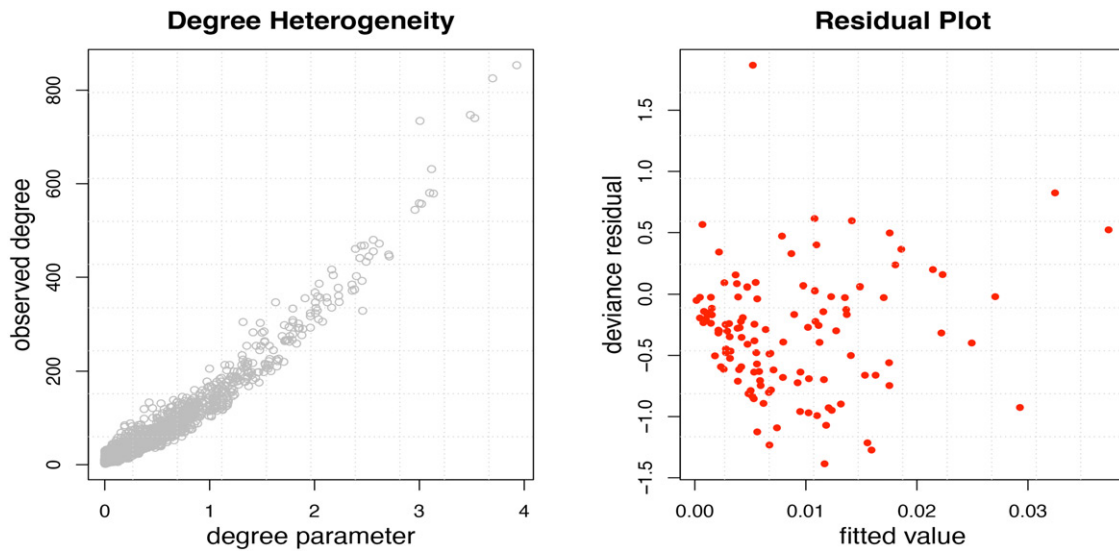 Degree Heterogeneity
observed degree
800
600
400
200
0
0 1 2 3 4
degree parameter
Residual Plot
deviance residual
1.5
1.0
0.5
0.0
−0.5
−1.0
−1.5
0.00 0.01 0.02 0.03
fitted value